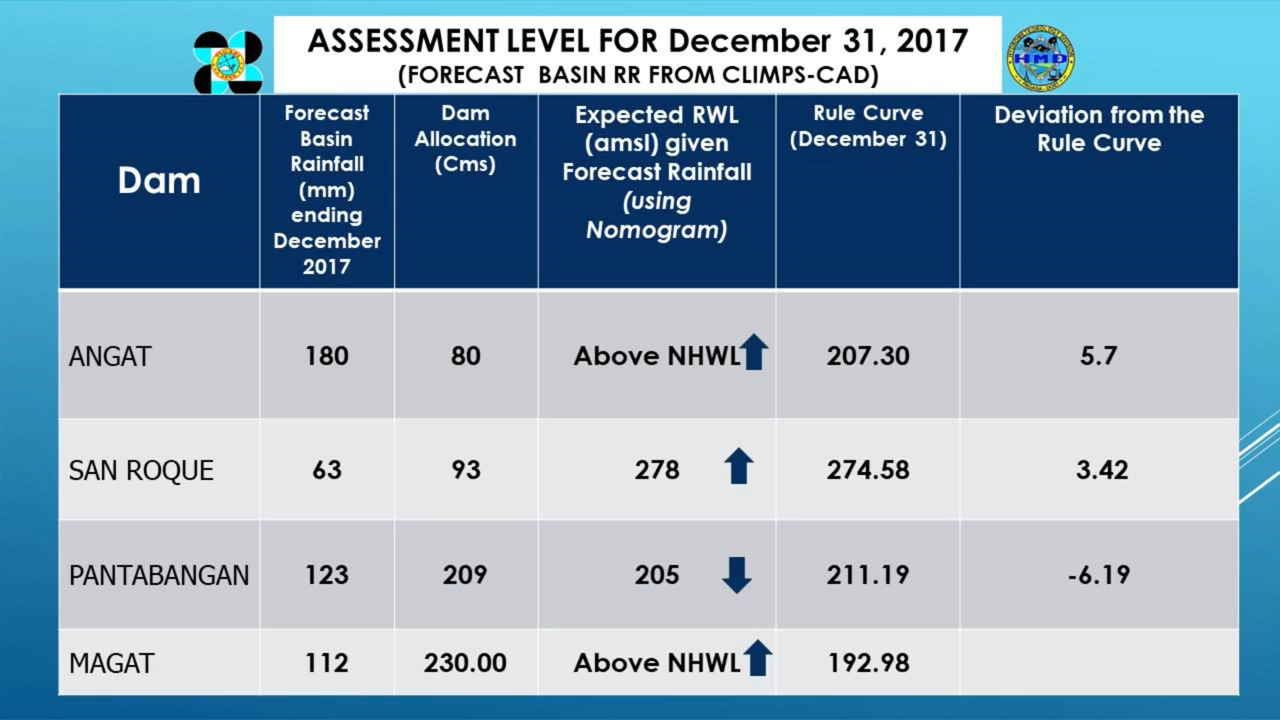 ASSESSMENT LEVEL FOR December 31, 2017
(FORECAST BASIN RR FROM CLIMPS-CAD)
HMD
Dam
Forecast
Basin
Rainfall
(mm)
ending
December
2017
Dam
Allocation
(Cms)
Expected RWL
(amsl) given
Forecast Rainfall
(using
Nomogram)
Rule Curve
(December 31)
Deviation from the
Rule Curve
ANGAT 180 80 Above NHWL 207.30 5.7
SAN ROQUE 63 93 278 274.58 3.42
PANTABANGAN 123 209 205 211.19 -6.19
MAGAT 112 230.00 Above NHWL 192.98